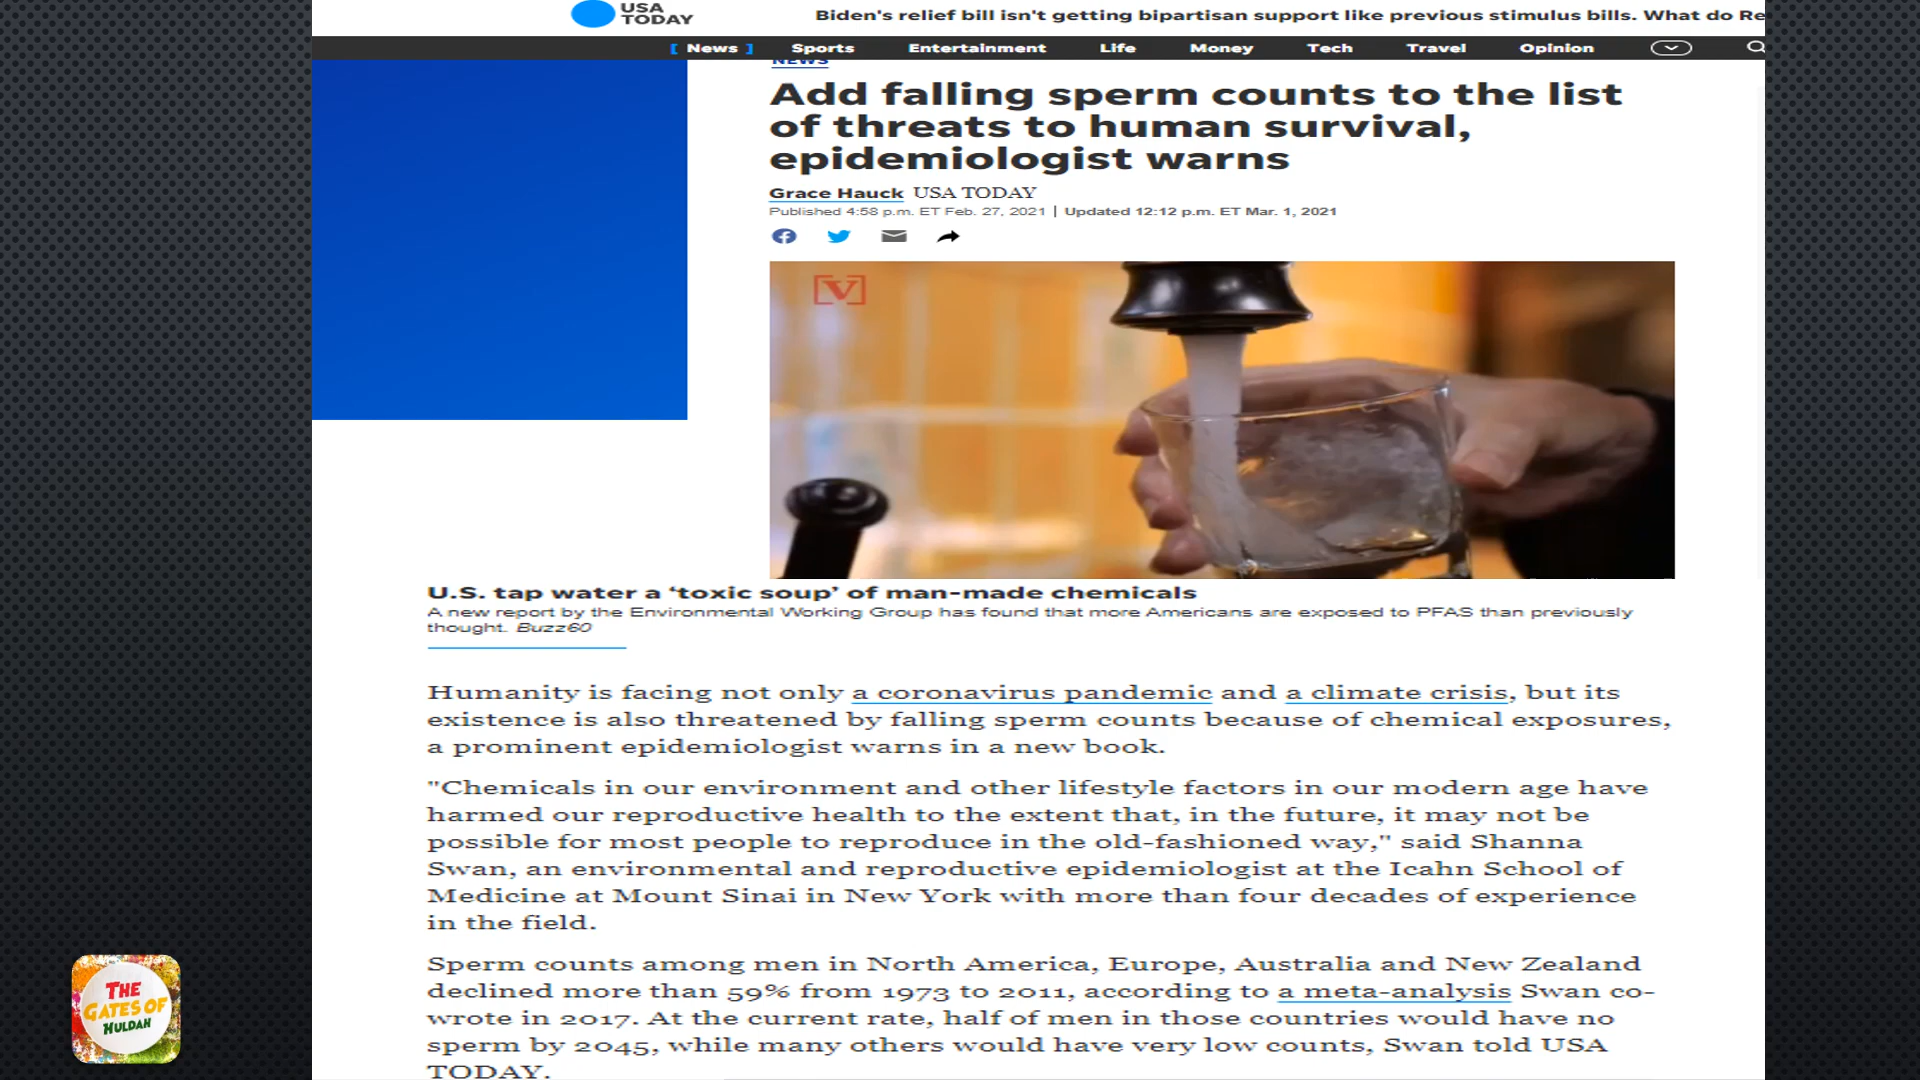 USA
TODAY
Biden's relief bill isn't getting bipartisan support like previous stimulus bills. What do Re
[ News ] Sports Entertainment Life Money Tech Travel Opinion
NEWS
Add falling sperm counts to the list
of threats to human survival,
epidemiologist warns
Grace Hauck USA TODAY
Published 4:58 p.m. ET Feb. 27, 2021 | Updated 12:12 p.m. ET Mar. 1, 2021
[V]
U.S. tap water a ‘toxic soup’ of man-made chemicals
A new report by the Environmental Working Group has found that more Americans are exposed to PFAS than previously
thought. Buzz60
Humanity is facing not only a coronavirus pandemic and a climate crisis, but its
existence is also threatened by falling sperm counts because of chemical exposures,
a prominent epidemiologist warns in a new book.
"Chemicals in our environment and other lifestyle factors in our modern age have
harmed our reproductive health to the extent that, in the future, it may not be
possible for most people to reproduce in the old-fashioned way," said Shanna
Swan, an environmental and reproductive epidemiologist at the Icahn School of
Medicine at Mount Sinai in New York with more than four decades of experience
in the field.
Sperm counts among men in North America, Europe, Australia and New Zealand
declined more than 59% from 1973 to 2011, according to a meta-analysis Swan co-
wrote in 2017. At the current rate, half of men in those countries would have no
sperm by 2045, while many others would have very low counts, Swan told USA
TODAY.
THE
GATES OF
HULDAH